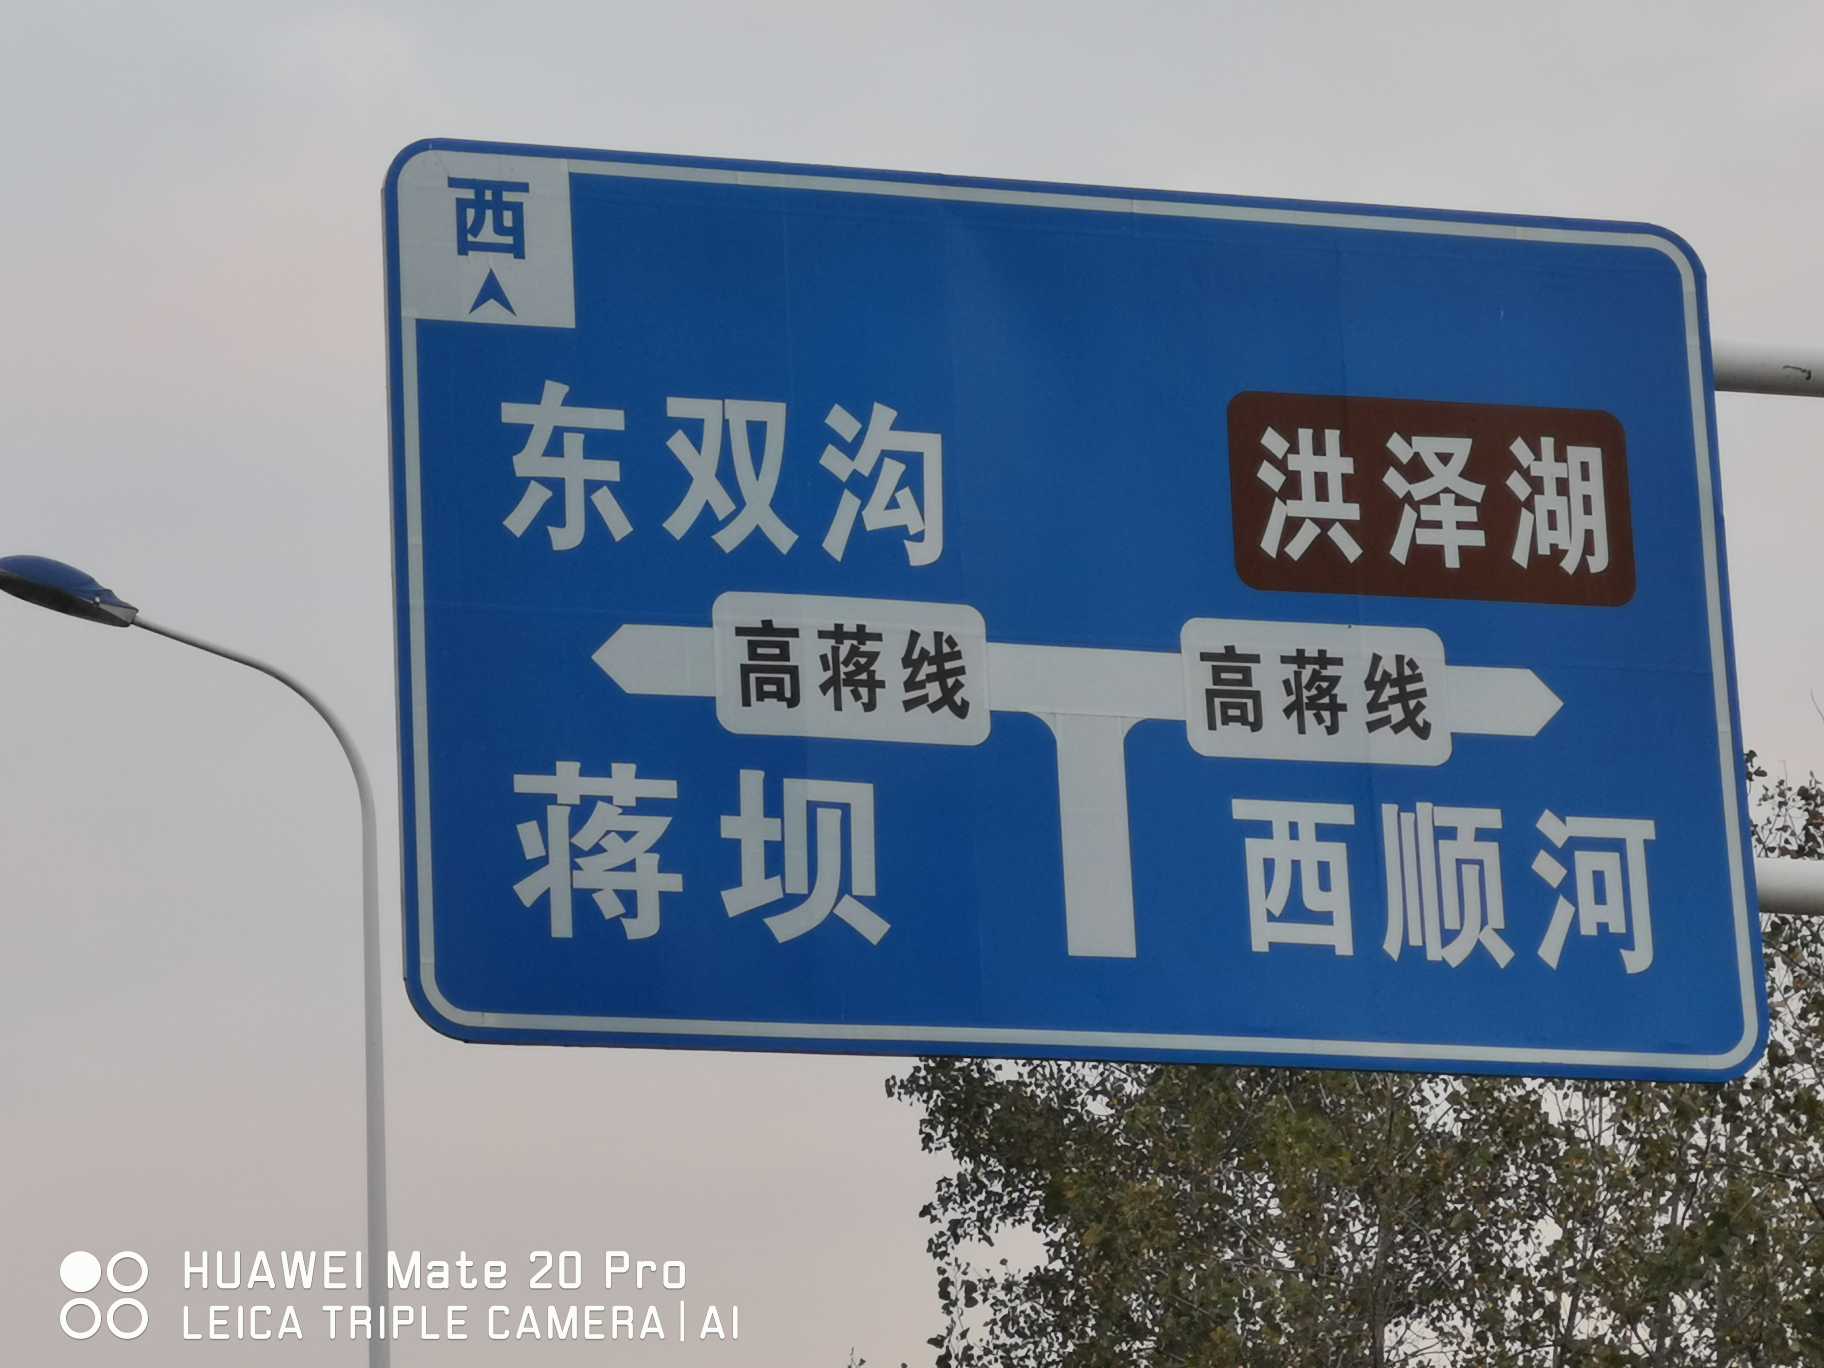 西
东双沟
洪泽湖
高蒋线
高蒋线
蒋坝
西顺河
HUAWEI Mate 20 Pro
LEICA TRIPLE CAMERA | AI